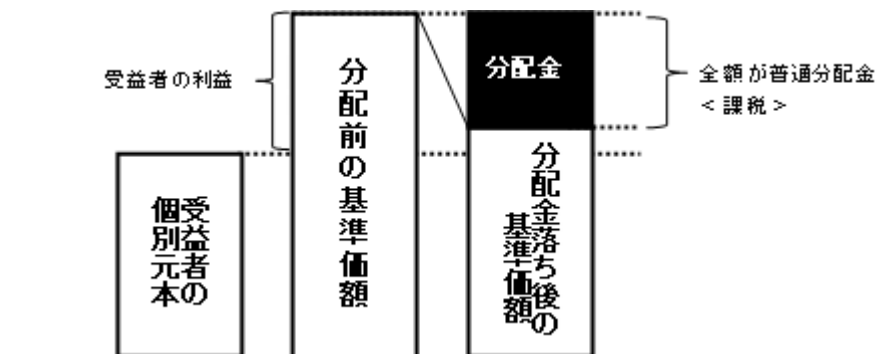 受益者の利益
受益者の
個別元本
分配前の基準価額
分配金
分配金落ち後の
基準価額
全額が普通分配金
<課税>